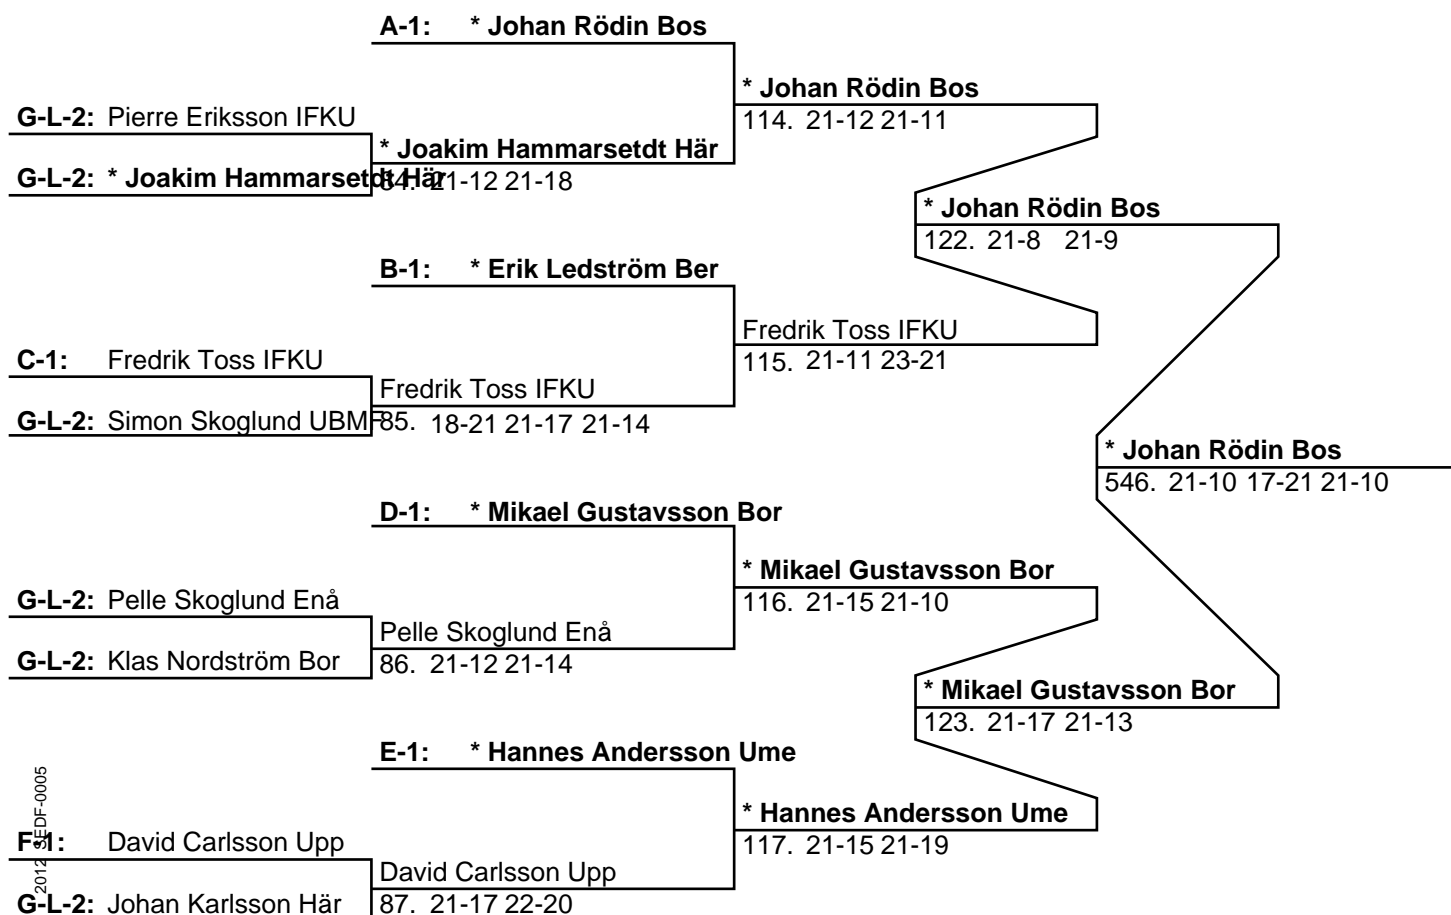 A-1: * Johan Rödin Bos
* Johan Rödin Bos
G-L-2: Pierre Eriksson IFKU
114. 21-12 21-11
* Joakim Hammarsetdt Här
G-L-2: * Joakim Hammarsetdt Här
84. 21-12 21-18
* Johan Rödin Bos
122. 21-8 21-9
B-1: * Erik Ledström Ber
Fredrik Toss IFKU
C-1: Fredrik Toss IFKU
115. 21-11 23-21
Fredrik Toss IFKU
G-L-2: Simon Skoglund UBMF
85. 18-21 21-17 21-14
* Johan Rödin Bos
546. 21-10 17-21 21-10
D-1: * Mikael Gustavsson Bor
* Mikael Gustavsson Bor
G-L-2: Pelle Skoglund Enå
116. 21-15 21-10
Pelle Skoglund Enå
G-L-2: Klas Nordström Bor
86. 21-12 21-14
* Mikael Gustavsson Bor
123. 21-17 21-13
E-1: * Hannes Andersson Ume
* Hannes Andersson Ume
F-1: David Carlsson Upp
117. 21-15 21-19
David Carlsson Upp
G-L-2: Johan Karlsson Här
87. 21-17 22-20
2012 SEDF-0005